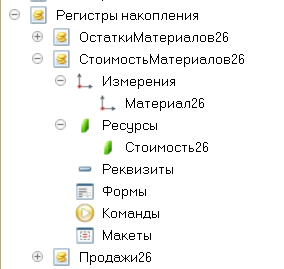 Регистры накопления
ОстаткиМатериалов26
СтоимостьМатериалов26
Измерения
Материал26
Ресурсы
Стоимость26
Реквизиты
Формы
Команды
Макеты
Продажи26